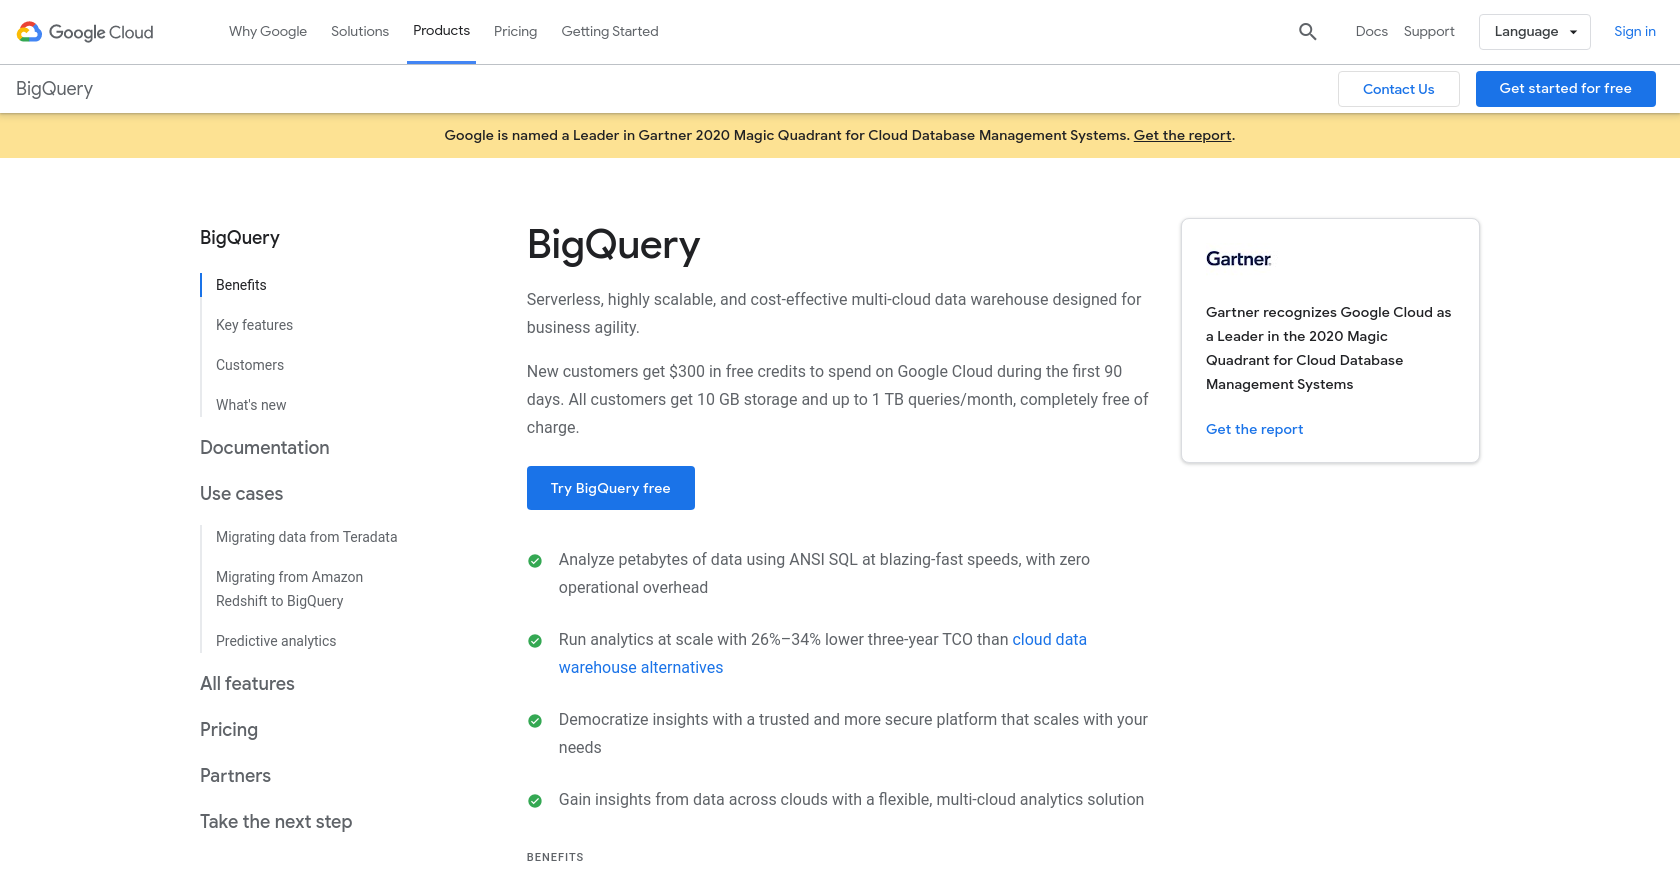 Google Cloud
Why Google
Solutions
Products
Pricing
Getting Started
Docs
Support
Language
Sign in
BigQuery
Contact Us
Get started for free
Google is named a Leader in Gartner 2020 Magic Quadrant for Cloud Database Management Systems. Get the report.
BigQuery
Benefits
Key features
Customers
What's new
Documentation
Use cases
Migrating data from Teradata
Migrating from Amazon
Redshift to BigQuery
Predictive analytics
All features
Pricing
Partners
Take the next step
BigQuery
Serverless, highly scalable, and cost-effective multi-cloud data warehouse designed for
business agility.
New customers get $300 in free credits to spend on Google Cloud during the first 90
days. All customers get 10 GB storage and up to 1 TB queries/month, completely free of
charge.
Try BigQuery free
Analyze petabytes of data using ANSI SQL at blazing-fast speeds, with zero
operational overhead
Run analytics at scale with 26%–34% lower three-year TCO than cloud data
warehouse alternatives
Democratize insights with a trusted and more secure platform that scales with your
needs
Gain insights from data across clouds with a flexible, multi-cloud analytics solution
BENEFITS
Gartner
Gartner recognizes Google Cloud as
a Leader in the 2020 Magic
Quadrant for Cloud Database
Management Systems
Get the report